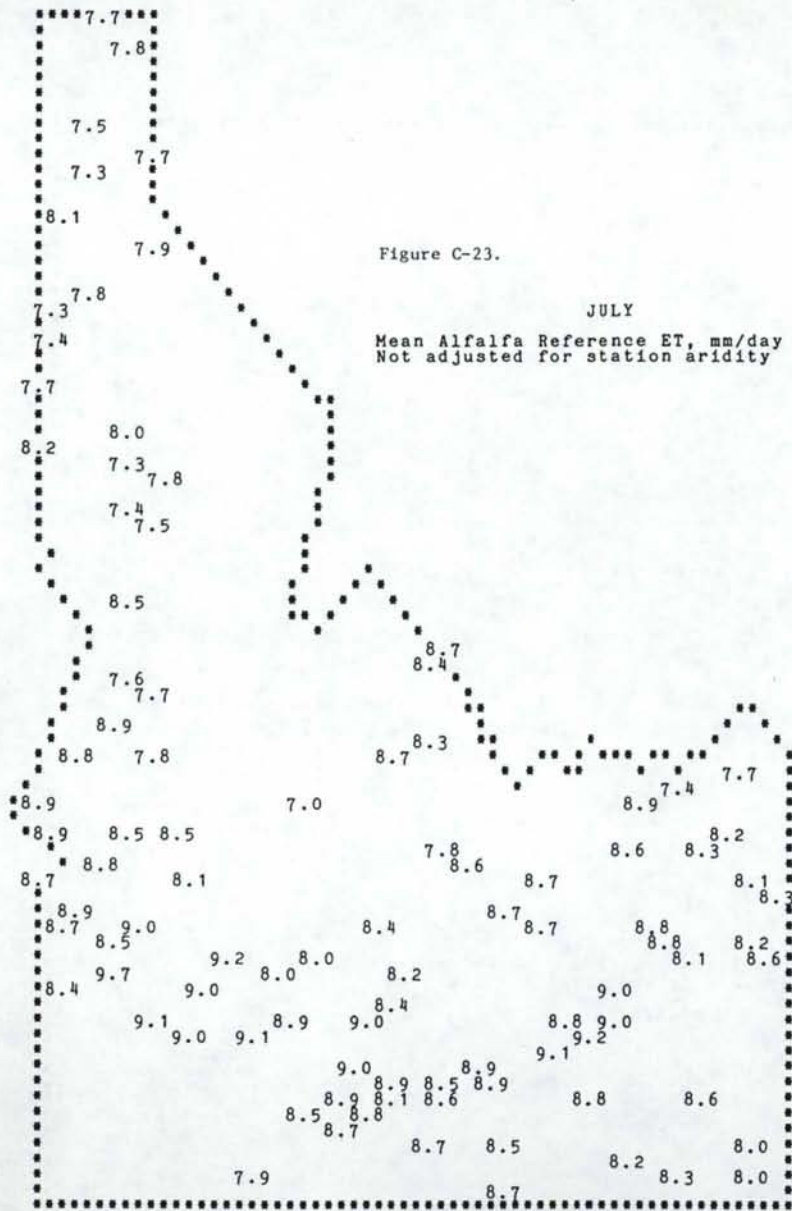 7.7
7.8
7.5
7.7
7.3
8.1
7.9
Figure C-23.
7.8
7.3
JULY
7.4
Mean Alfalfa Reference ET, mm/day
Not adjusted for station aridity
7.7
8.0
8.2
7.3
7.8
7.4
7.5
8.5
8.7
8.4
7.6
7.7
8.9
8.3
8.8 7.8 8.7
7.7
7.4
8.9 7.0 8.9
8.9 8.5 8.5 8.2
7.8 8.6 8.3
8.8 8.6
8.7 8.1 8.7 8.1
8.3
8.9 8.7
8.7 9.0 8.4 8.7 8.8
8.5 8.8 8.2
9.2 8.0 8.1 8.6
9.7 8.0 8.2
8.4 9.0 9.0
8.4
9.1 8.9 9.0 8.8 9.0
9.0 9.1 9.2
9.1
9.0 8.9
8.9 8.5 8.9
8.9 8.1 8.6 8.8 8.6
8.5 8.8
8.7
8.7 8.5 8.0
8.2
7.9 8.3 8.0
8.7